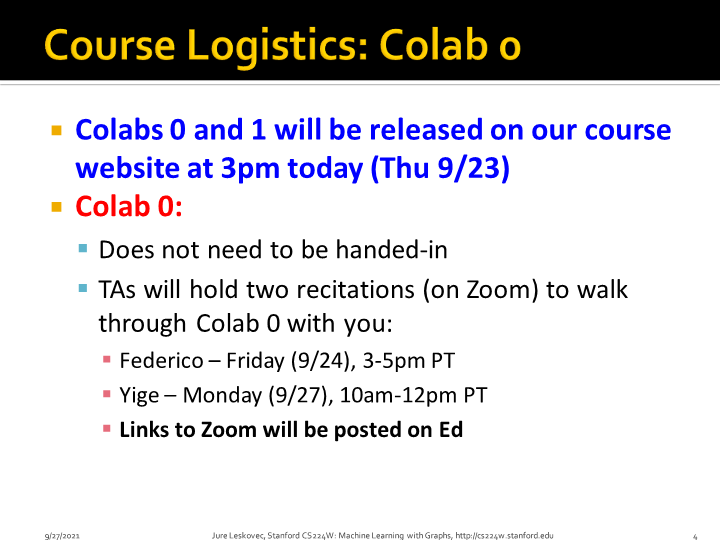 Course Logistics: Colab 0
Colabs 0 and 1 will be released on our course
website at 3pm today (Thu 9/23)
Colab 0:
Does not need to be handed-in
TAs will hold two recitations (on Zoom) to walk
through Colab 0 with you:
Federico – Friday (9/24), 3-5pm PT
Yige – Monday (9/27), 10am-12pm PT
Links to Zoom will be posted on Ed
9/27/2021
Jure Leskovec, Stanford CS224W: Machine Learning with Graphs, http://cs224w.stanford.edu
4